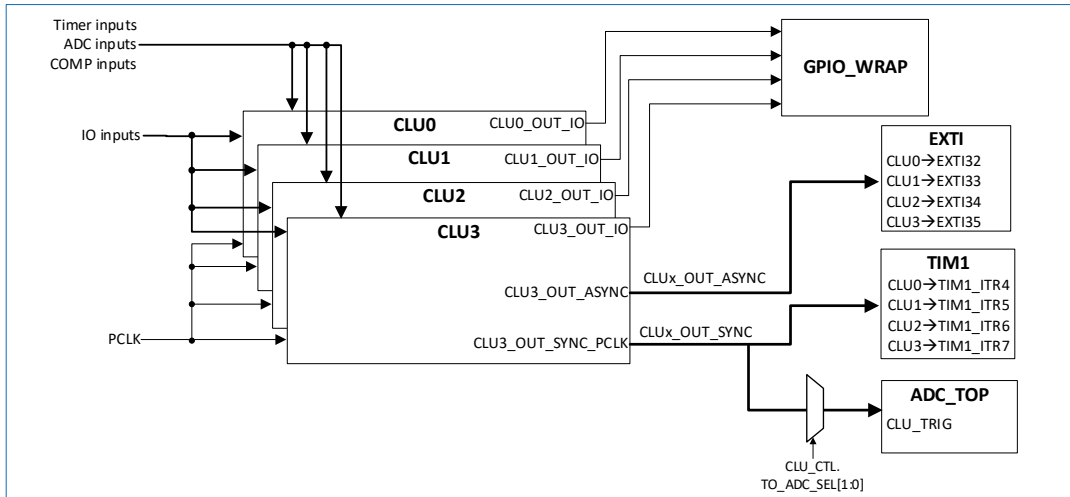 Timer inputs
ADC inputs
COMP inputs
IO inputs
PCLK
CLU0
CLU0_OUT_IO
CLU1
CLU1_OUT_IO
CLU2
CLU2_OUT_IO
CLU3
CLU3_OUT_IO
CLU3_OUT_ASYNC
CLU3_OUT_SYNC_PCLK
CLUx_OUT_ASYNC
CLUx_OUT_SYNC
GPIO_WRAP
EXTI
CLU0→EXTI32
CLU1→EXTI33
CLU2→EXTI34
CLU3→EXTI35
TIM1
CLU0→TIM1_ITR4
CLU1→TIM1_ITR5
CLU2→TIM1_ITR6
CLU3→TIM1_ITR7
ADC_TOP
CLU_TRIG
CLU_CTL.
TO_ADC_SEL[1:0]